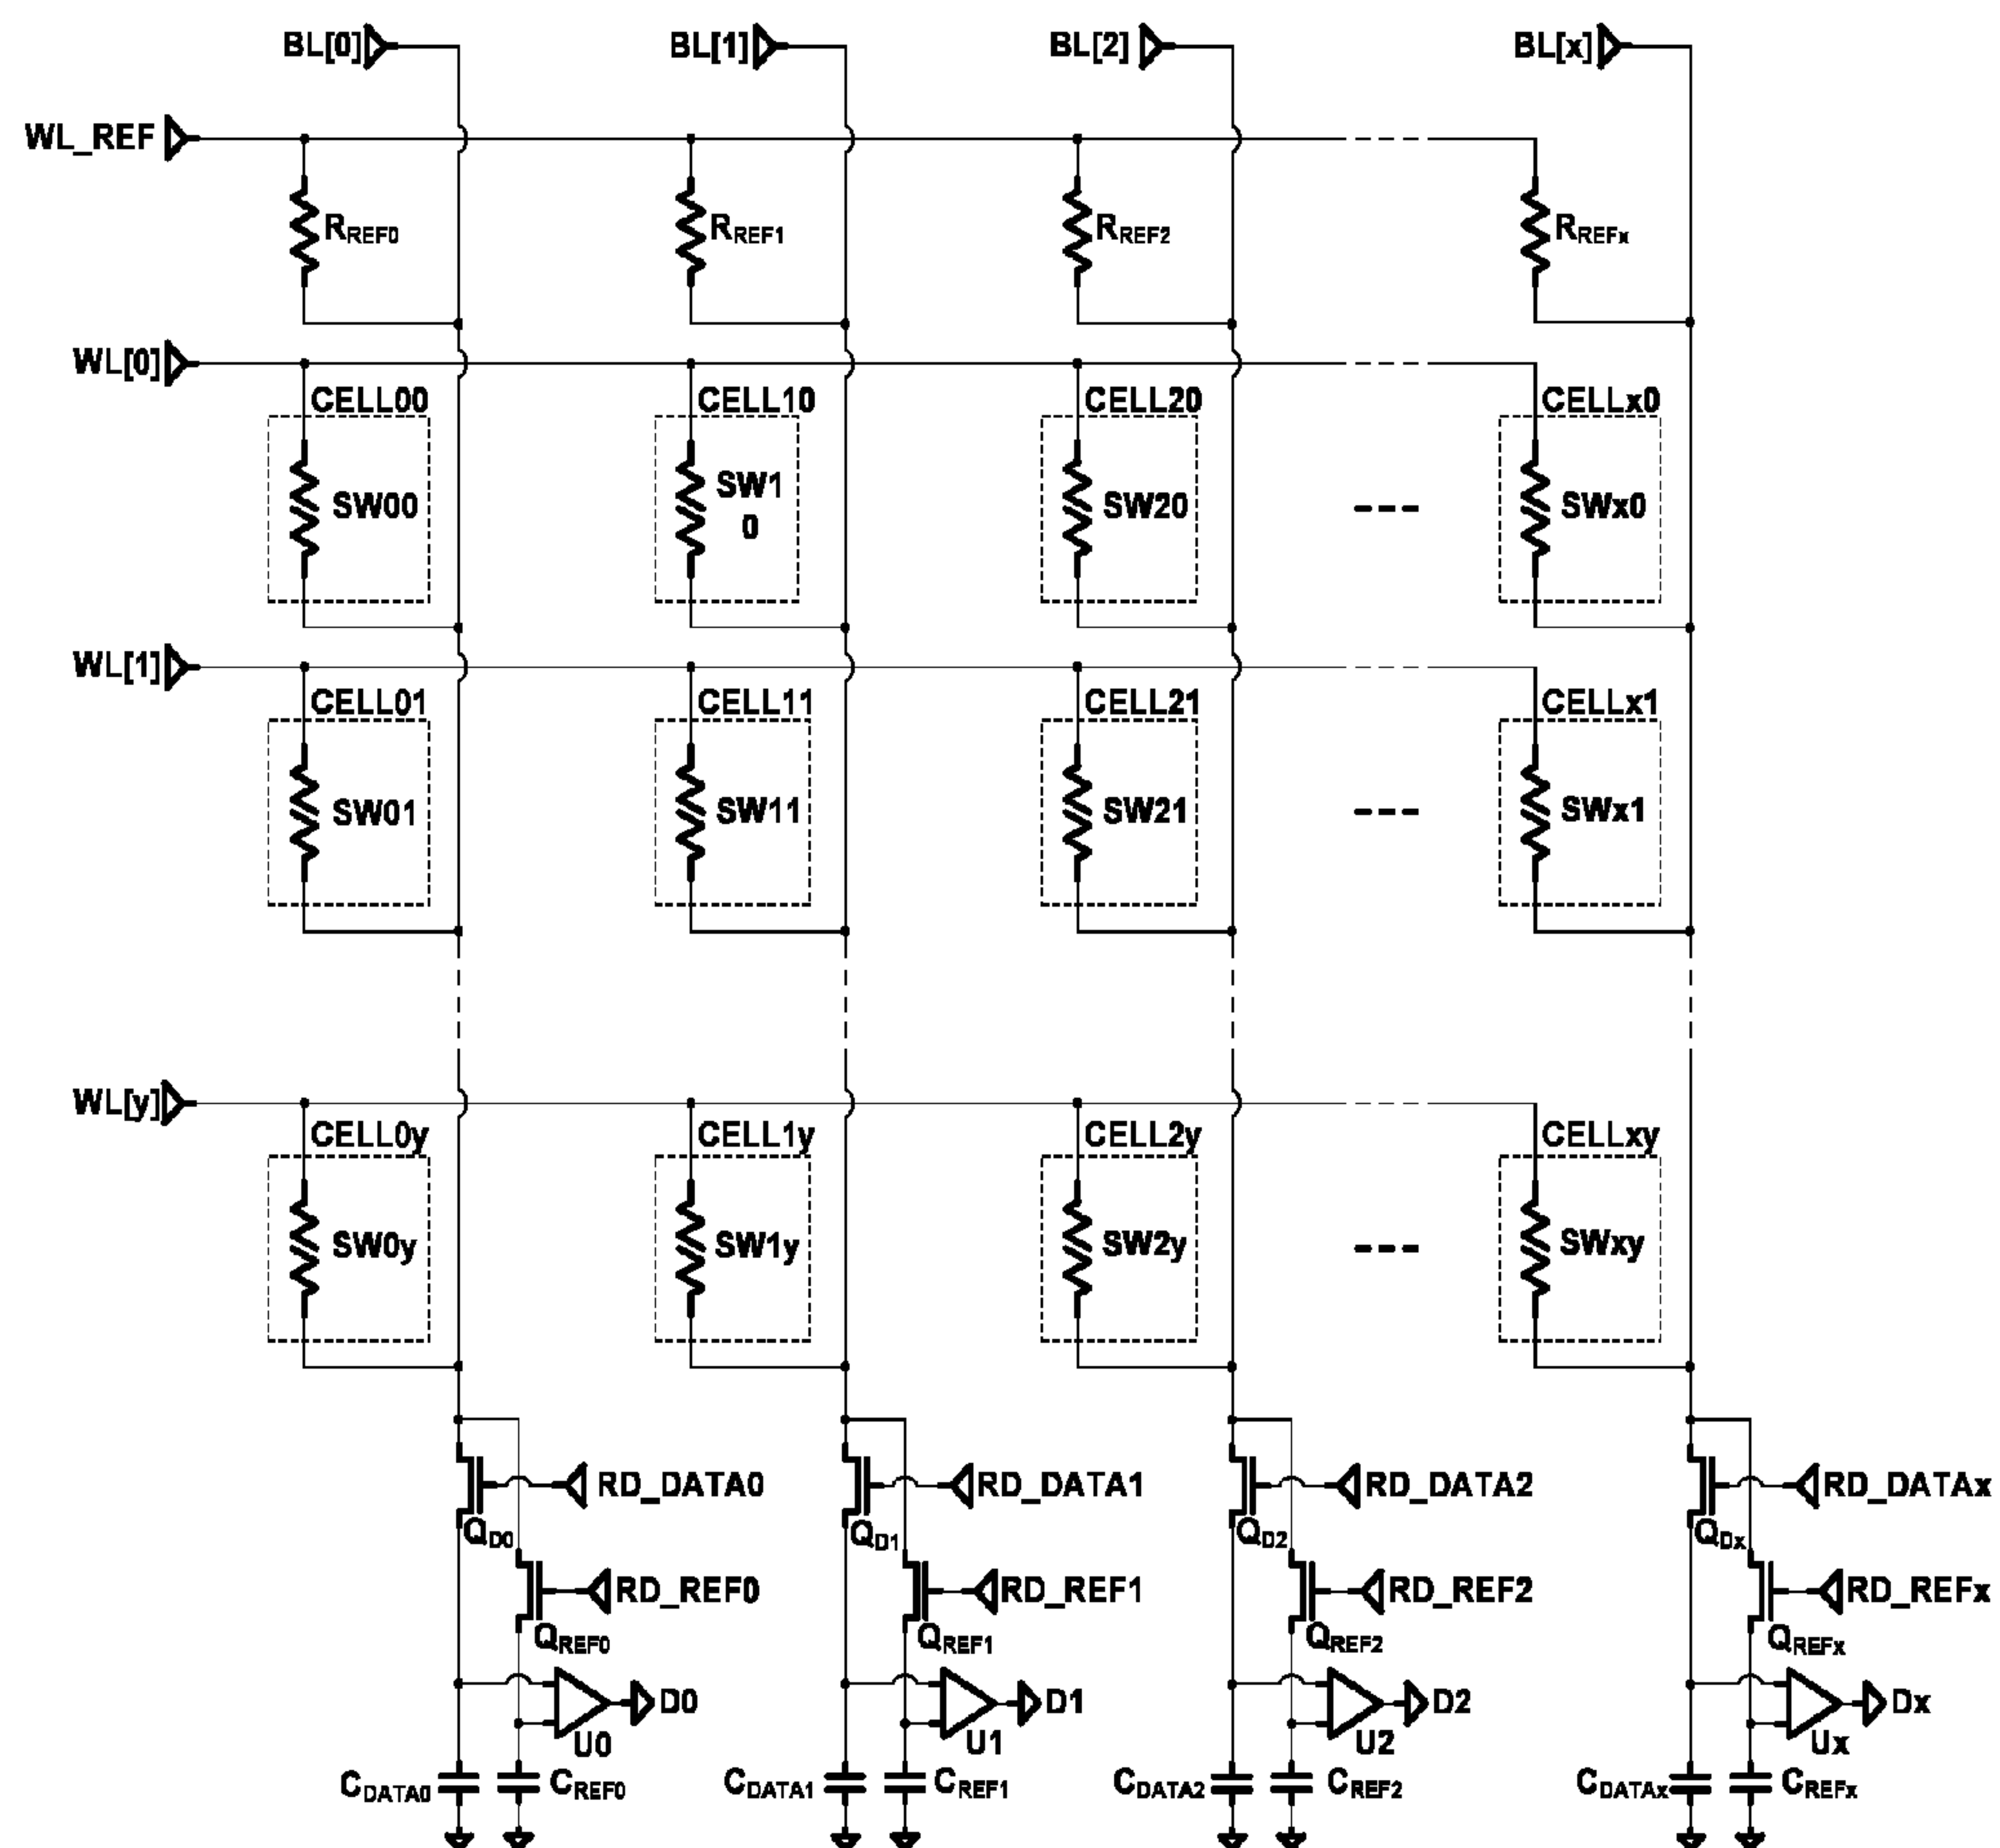 BL[0] BL[1] BL[2] BL[x]
WL_REF
RREF0 RREF1 RREF2 RREFx
WL[0]
CELL00 CELL10 CELL20 CELLx0
SW00 SW1 SW20 SWx0
0
WL[1]
CELL01 CELL11 CELL21 CELLx1
SW01 SW11 SW21 SWx1
WL[y]
CELL0y CELL1y CELL2y CELLxy
SW0y SW1y SW2y SWxy
RD_DATA0 RD_DATA1 RD_DATA2 RD_DATAx
QD0 QD1 QD2 QDx
RD_REF0 RD_REF1 RD_REF2 RD_REFx
QREF0 QREF1 QREF2 QREFx
D0 D1 D2 Dx
U0 U1 U2 Ux
CDATA0 CREF0 CDATA1 CREF1 CDATA2 CREF2 CDATAx CREFx